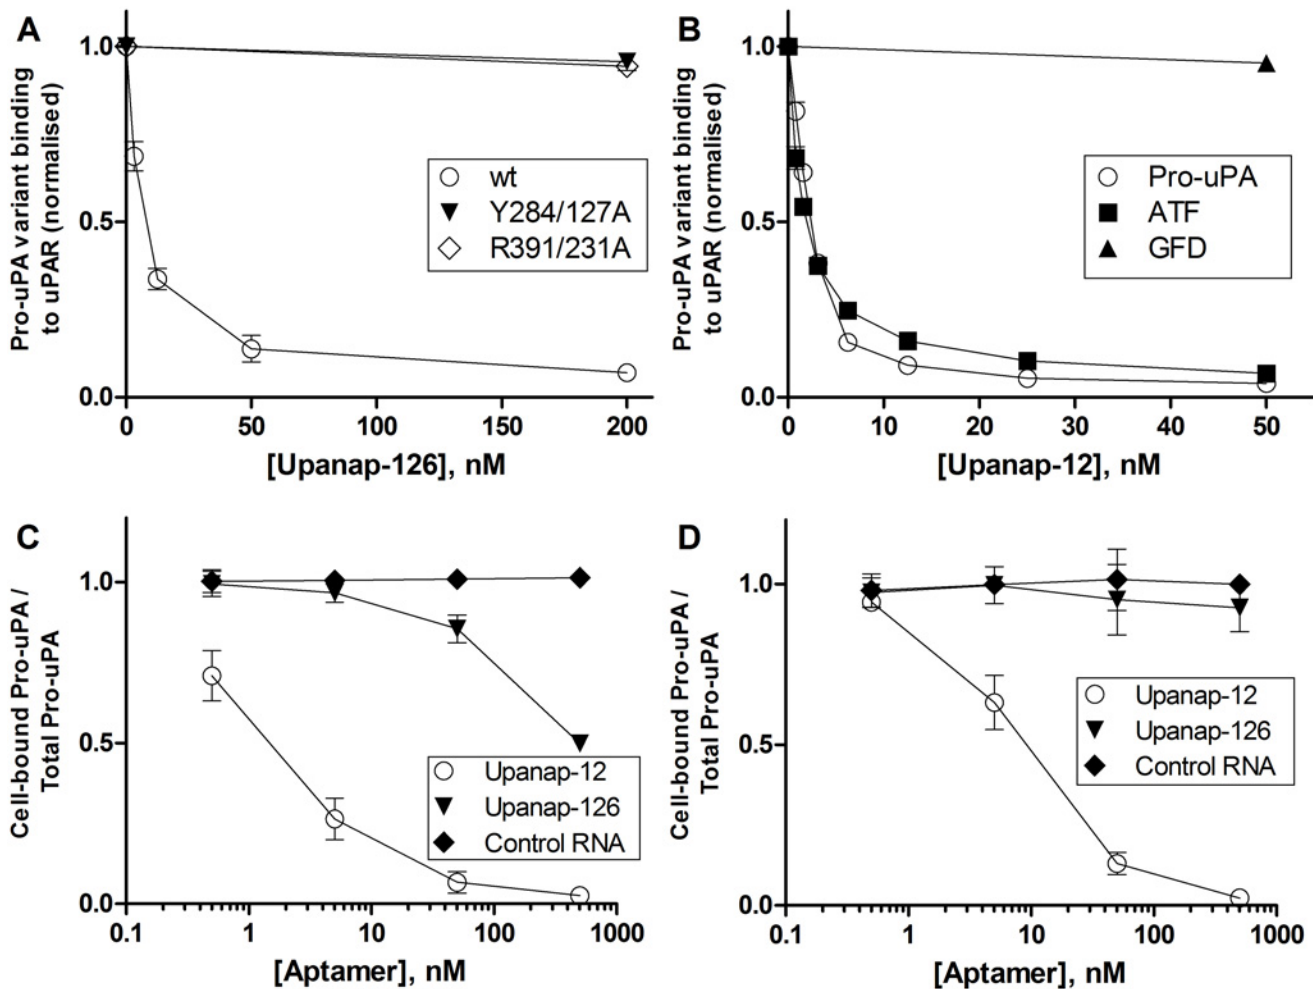 A
Pro-uPA variant binding
to uPAR (normalised)
1.0
0.5
0.0
0
50
100
150
200
[Upanap-126], nM
wt
Y284/127A
R391/231A
B
Pro-uPA variant binding
to uPAR (normalised)
1.0
0.5
0.0
0
10
20
30
40
50
[Upanap-12], nM
Pro-uPA
ATF
GFD
C
Cell-bound Pro-uPA /
Total Pro-uPA
1.0
0.5
0.0
0.1
1
10
100
1000
[Aptamer], nM
Upanap-12
Upanap-126
Control RNA
D
Cell-bound Pro-uPA /
Total Pro-uPA
1.0
0.5
0.0
0.1
1
10
100
1000
[Aptamer], nM
Upanap-12
Upanap-126
Control RNA